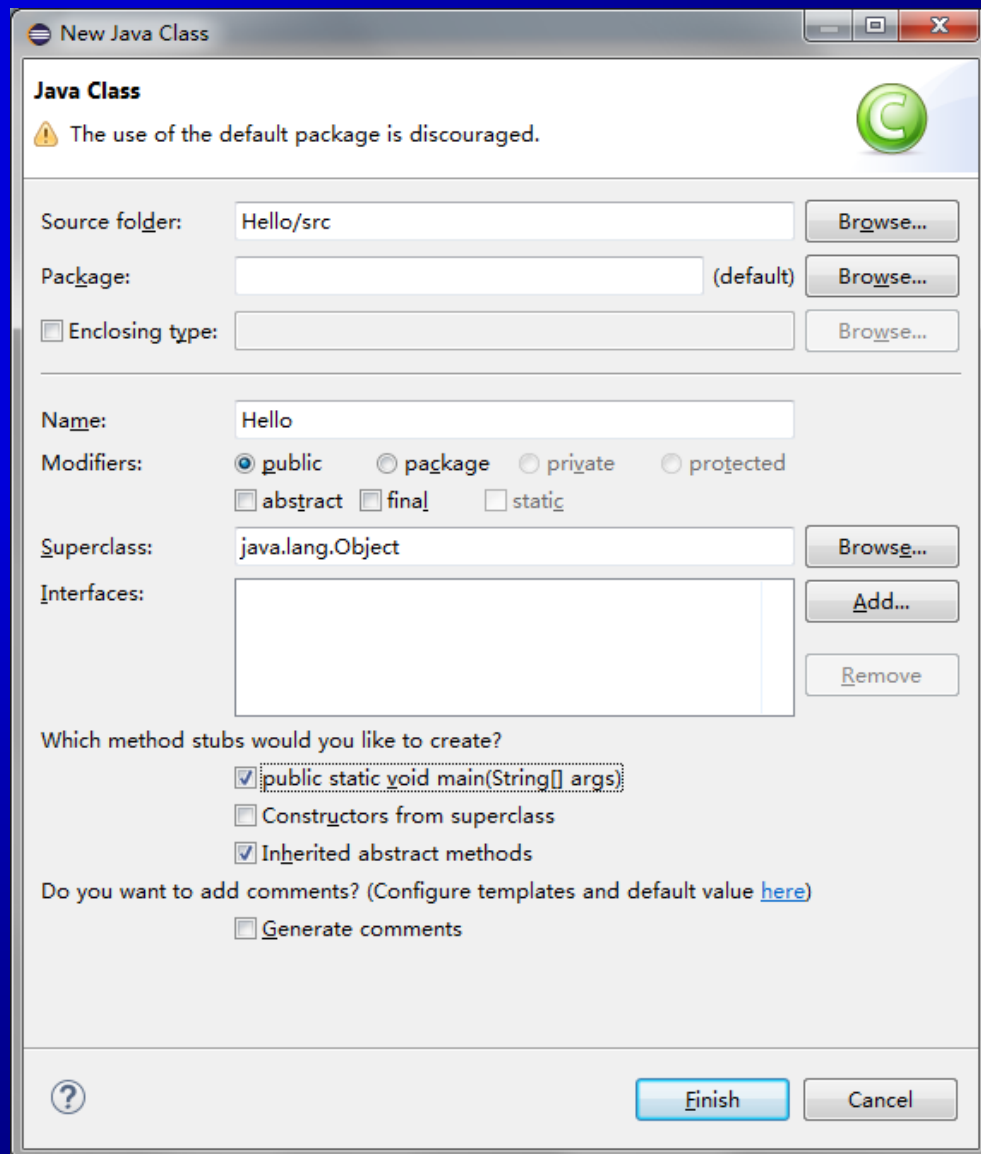 New Java Class
Java Class
The use of the default package is discouraged.
Source folder: Hello/src Browse...
Package: (default) Browse...
Enclosing type: Browse...
Name: Hello
Modifiers: public package private protected
abstract final static
Superclass: java.lang.Object Browse...
Interfaces: Add...
Remove
Which method stubs would you like to create?
public static void main(String[] args)
Constructors from superclass
Inherited abstract methods
Do you want to add comments? (Configure templates and default value here)
Generate comments
Finish Cancel